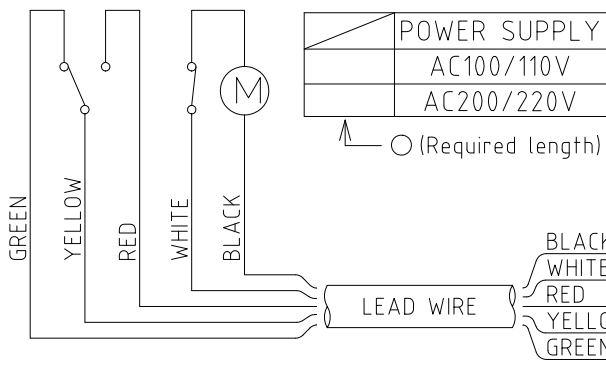 POWER SUPPLY
AC100/110V
AC200/220V
(Required length)
M
GREEN
YELLOW
RED
WHITE
BLACK
LEAD WIRE
BLACK
WHITE
RED
YELLO
GREEN